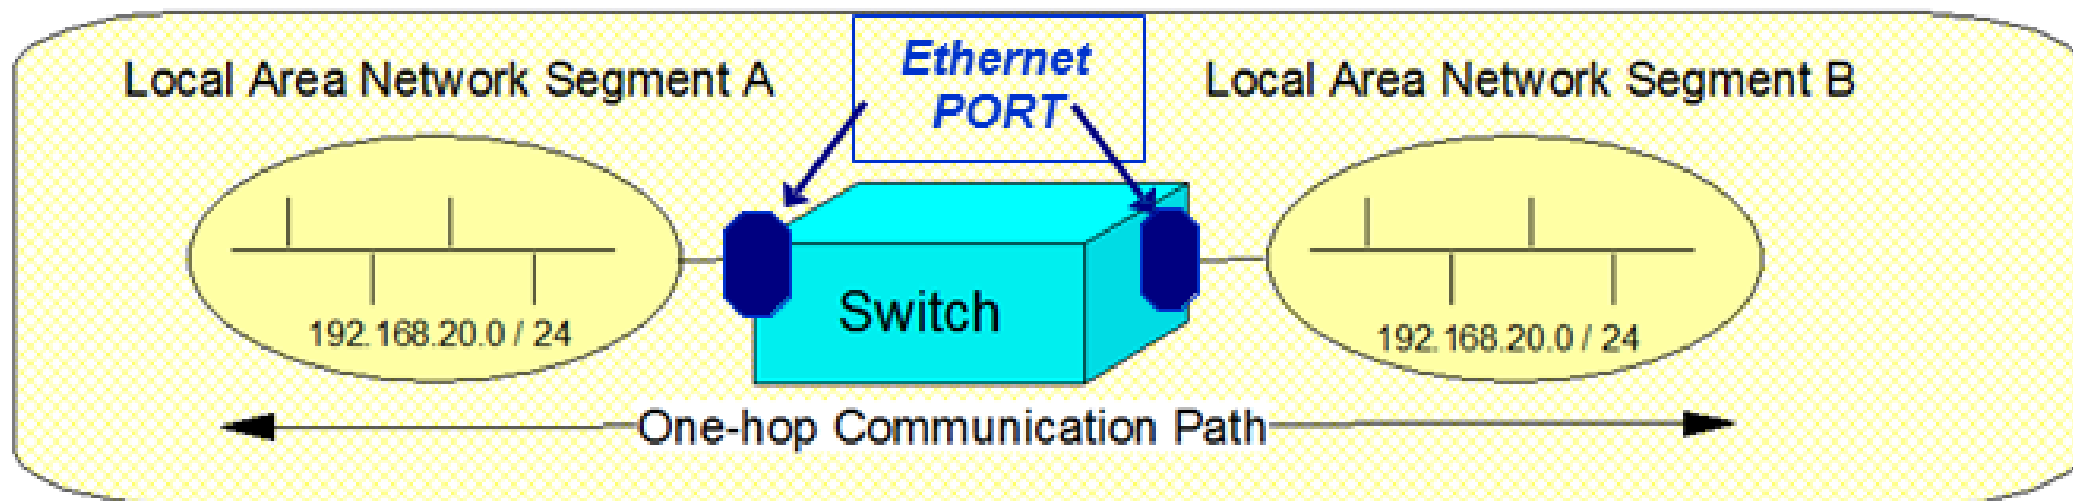 Ethernet
PORT
Local Area Network Segment A
Local Area Network Segment B
Switch
192.168.20.0 / 24
192.168.20.0 / 24
One-hop Communication Path